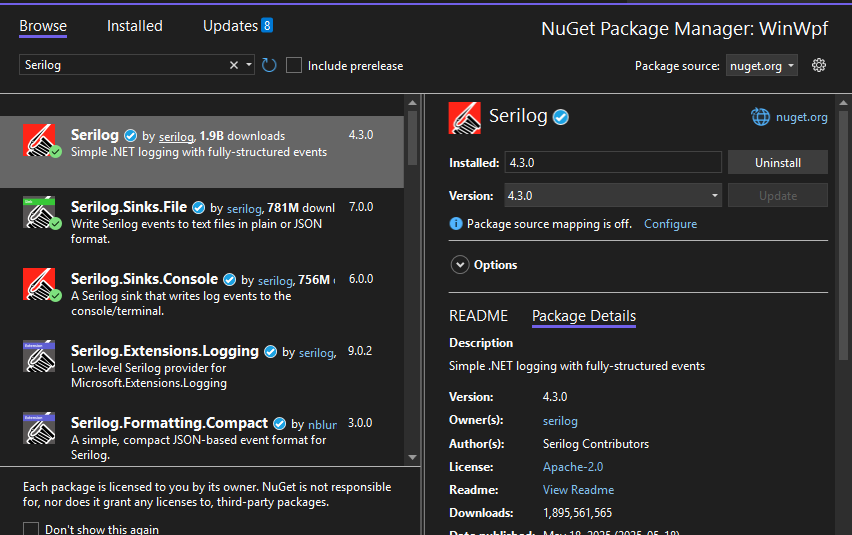 Browse Installed Updates 8
NuGet Package Manager: WinWpf
Serilog
Include prerelease
Package source: nuget.org
Serilog by serilog, 1.9B downloads 4.3.0
Simple .NET logging with fully-structured events
Serilog.Sinks.File by serilog, 781M downl 7.0.0
Write Serilog events to text files in plain or JSON
format.
Serilog.Sinks.Console by serilog, 756M 6.0.0
A Serilog sink that writes log events to the
console/terminal.
Serilog.Extensions.Logging by serilog, 9.0.2
Low-level Serilog provider for
Microsoft.Extensions.Logging
Serilog.Formatting.Compact by nblum 3.0.0
A simple, compact JSON-based event format for
Serilog.
Each package is licensed to you by its owner. NuGet is not responsible
for, nor does it grant any licenses to, third-party packages.
Don't show this again
Serilog nuget.org
Installed: 4.3.0 Uninstall
Version: 4.3.0 Update
Package source mapping is off. Configure
Options
README Package Details
Description
Simple .NET logging with fully-structured events
Version: 4.3.0
Owner(s): serilog
Author(s): Serilog Contributors
License: Apache-2.0
Readme: View Readme
Downloads: 1,895,561,565
Date published: May 18, 2025 (2025-05-18)